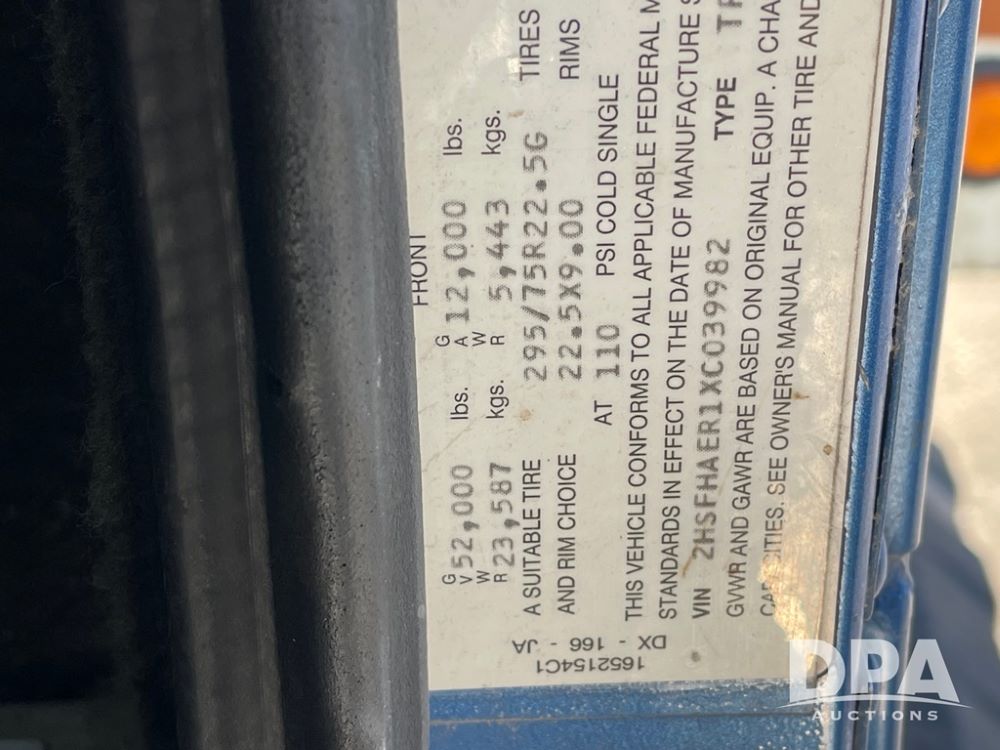 FRONT
GVWR 52,000 lbs. GAWR 12,000 lbs.
23,587 kgs. 5,443 kgs.
A SUITABLE TIRE 295/75R22.5G TIRES
AND RIM CHOICE 22.5X9.00 RIMS
AT 110 PSI COLD SINGLE
THIS VEHICLE CONFORMS TO ALL APPLICABLE FEDERAL M
STANDARDS IN EFFECT ON THE DATE OF MANUFACTURE S
VIN 2HSFHAER1XC039982 TYPE TR
GVWR AND GAWR ARE BASED ON ORIGINAL EQUIP. A CHA
SEE OWNER'S MANUAL FOR OTHER TIRE AND
1652154C1
DX - 166 - JA
DPA
AUCTIONS